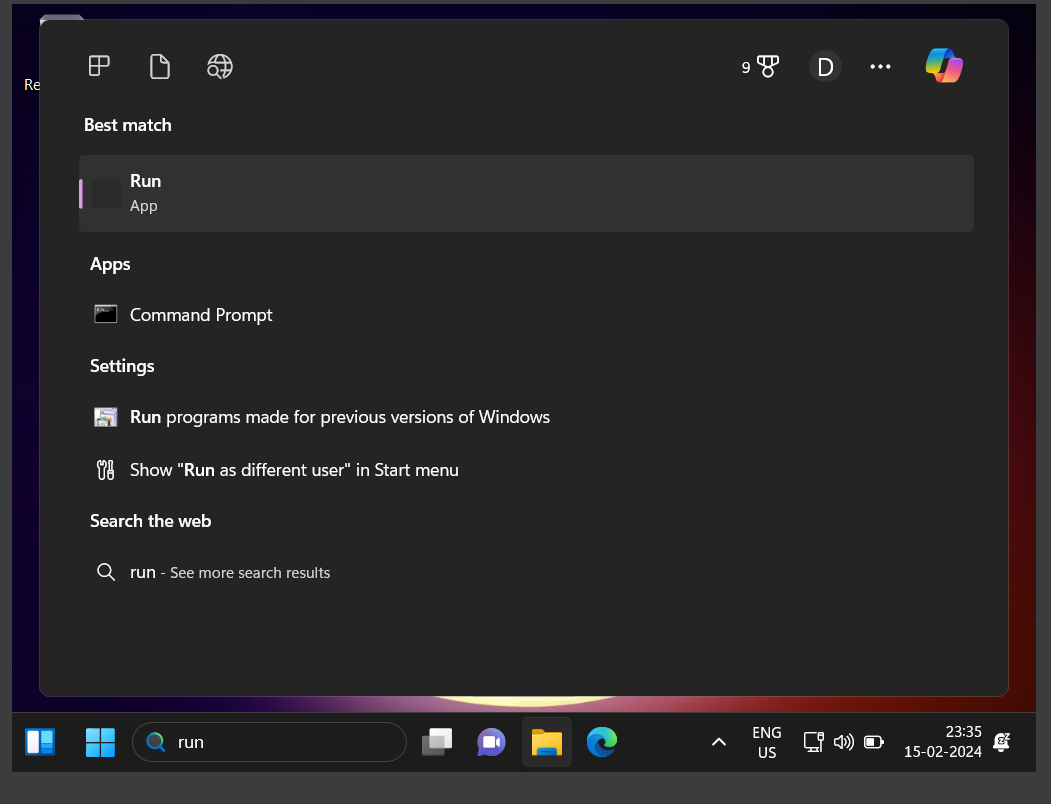 9
D
Re
Best match
Run
App
Apps
Command Prompt
Settings
Run programs made for previous versions of Windows
Show "Run as different user" in Start menu
Search the web
run - See more search results
run
ENG
US
23:35
15-02-2024